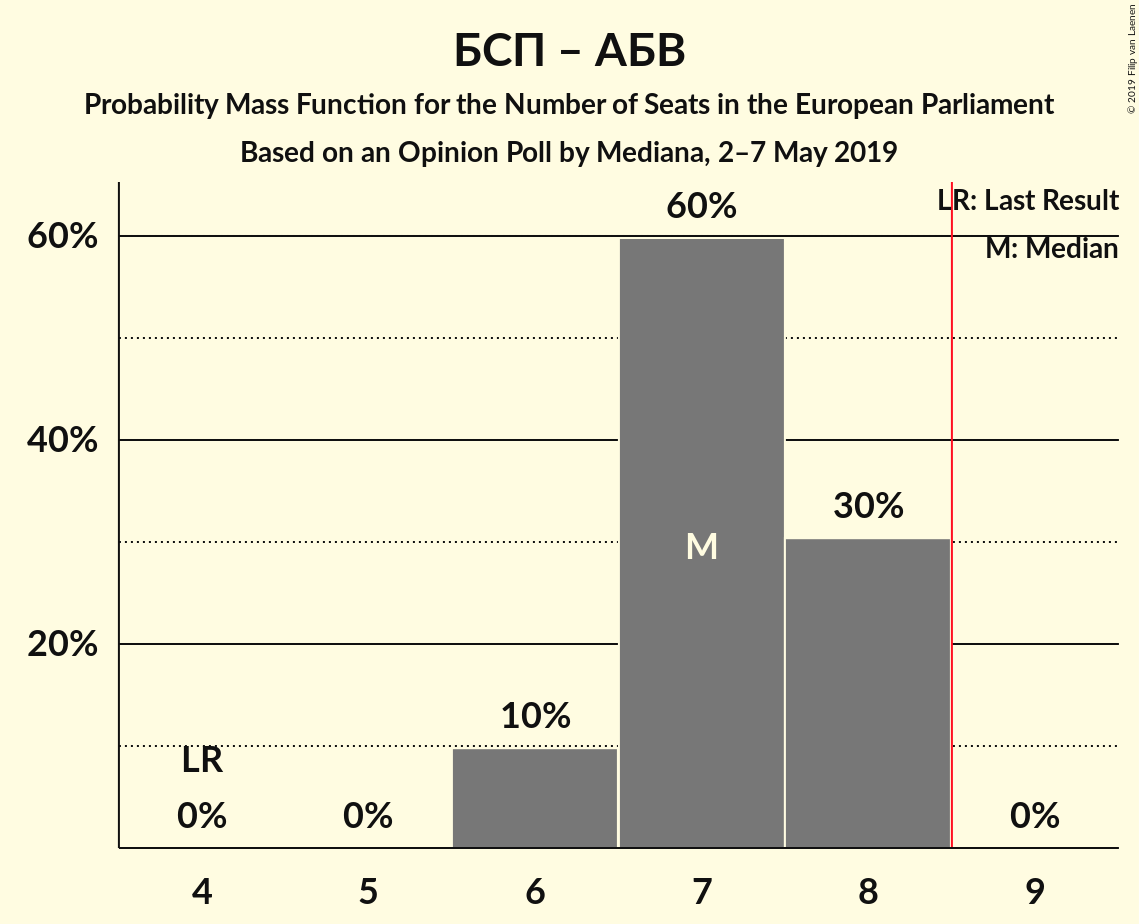 БСП – АБВ
Probability Mass Function for the Number of Seats in the European Parliament
Based on an Opinion Poll by Mediana, 2–7 May 2019
© 2019 Filip van Laenen
LR: Last Result
M: Median
60%
40%
20%
60%
30%
10%
M
LR
0%
0%
0%
4
5
6
7
8
9